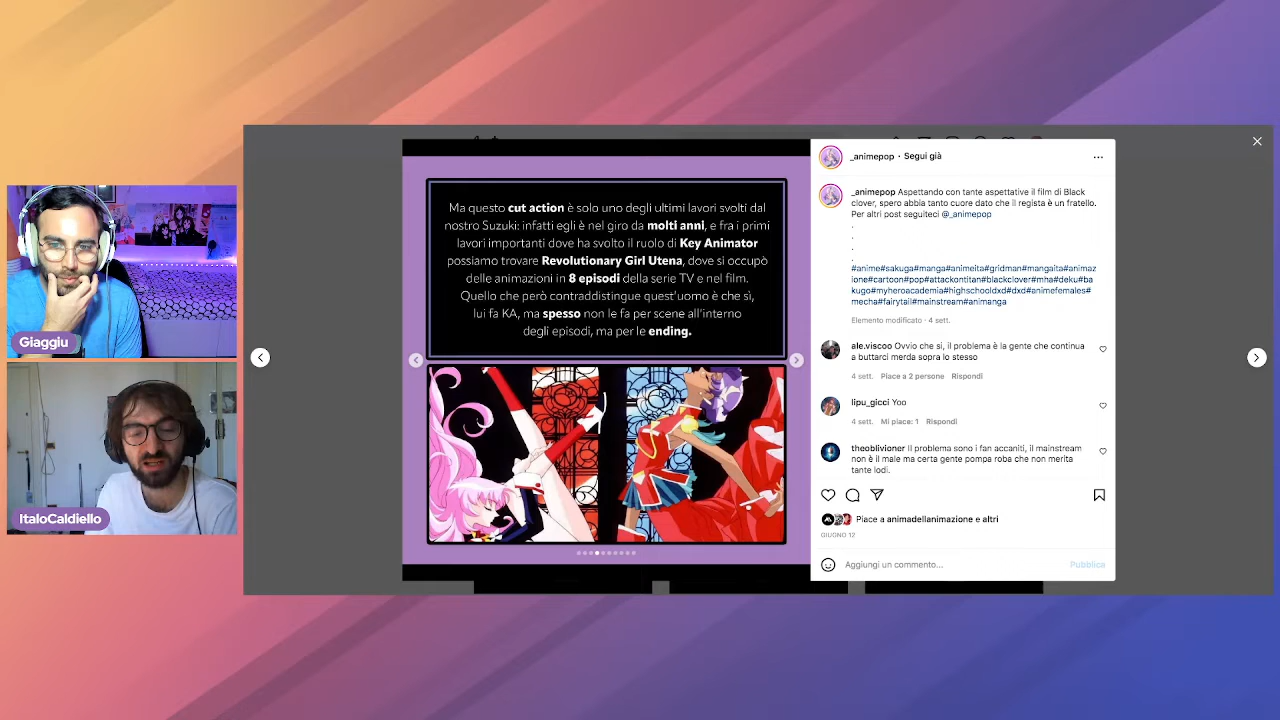 Giaggiu
ItaloCaldiello
Ma questo cut action è solo uno degli ultimi lavori svolti dal
nostro Suzuki: infatti egli è nel giro da molti anni, e fra i primi
lavori importanti dove ha svolto il ruolo di Key Animator
possiamo trovare Revolutionary Girl Utena, dove si occupò
delle animazioni in 8 episodi della serie TV e nel film.
Quello che però contraddistingue quest'uomo è che sì,
lui fa KA, ma spesso non le fa per scene all'interno
degli episodi, ma per le ending.
_animepop • Segui già
_animepop Aspettando con tante aspettative il film di Black
clover, spero abbia tanto cuore dato che il regista è un fratello.
Per altri post seguiteci @_animepop
.
.
.
.
#anime#sakuga#manga#animeita#gridman#mangaita#animaz
ione#cartoon#pop#attackontitan#blackclover#mha#deku#ba
kugo#myheroacademia#highschooldxd#dxd#animefemales#
mecha#fairytail#mainstream#animanga
Elemento modificato · 4 sett.
ale.viscoo Ovvio che si, il problema è la gente che continua
a buttarci merda sopra lo stesso
4 sett. Piace a 2 persone Rispondi
lipu_gicci Yoo
4 sett. Mi piace: 1 Rispondi
theoblivioner Il problema sono i fan accaniti, il mainstream
non è il male ma certa gente pompa roba che non merita
tante lodi.
Piace a animadellanimazione e altri
GIUGNO 12
Aggiungi un commento...
Pubblica